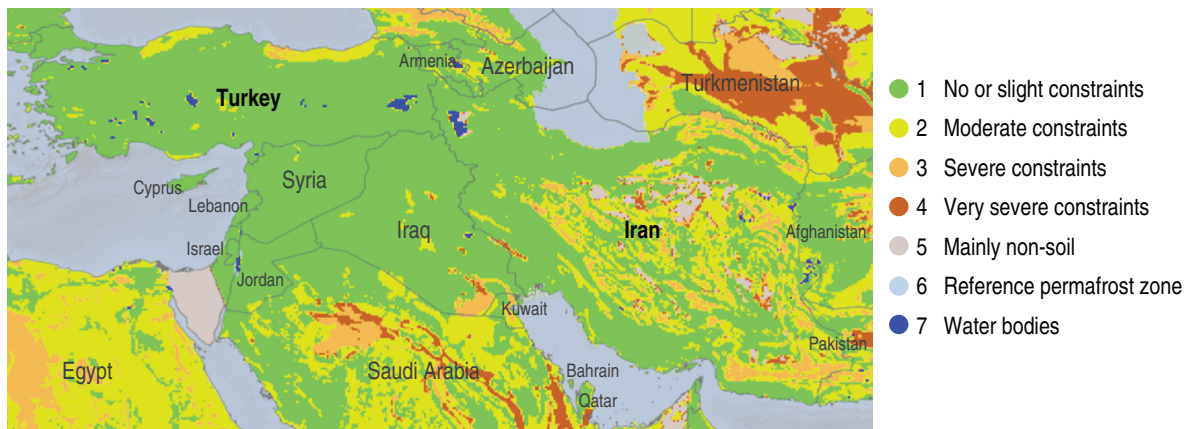 Armenia
Azerbaijan
Turkmenistan
Turkey
Cyprus
Syria
Lebanon
Iraq
Iran
Afghanistan
Israel
Jordan
Kuwait
Pakistan
Egypt
Saudi Arabia
Bahrain
Qatar
1 No or slight constraints
2 Moderate constraints
3 Severe constraints
4 Very severe constraints
5 Mainly non-soil
6 Reference permafrost zone
7 Water bodies